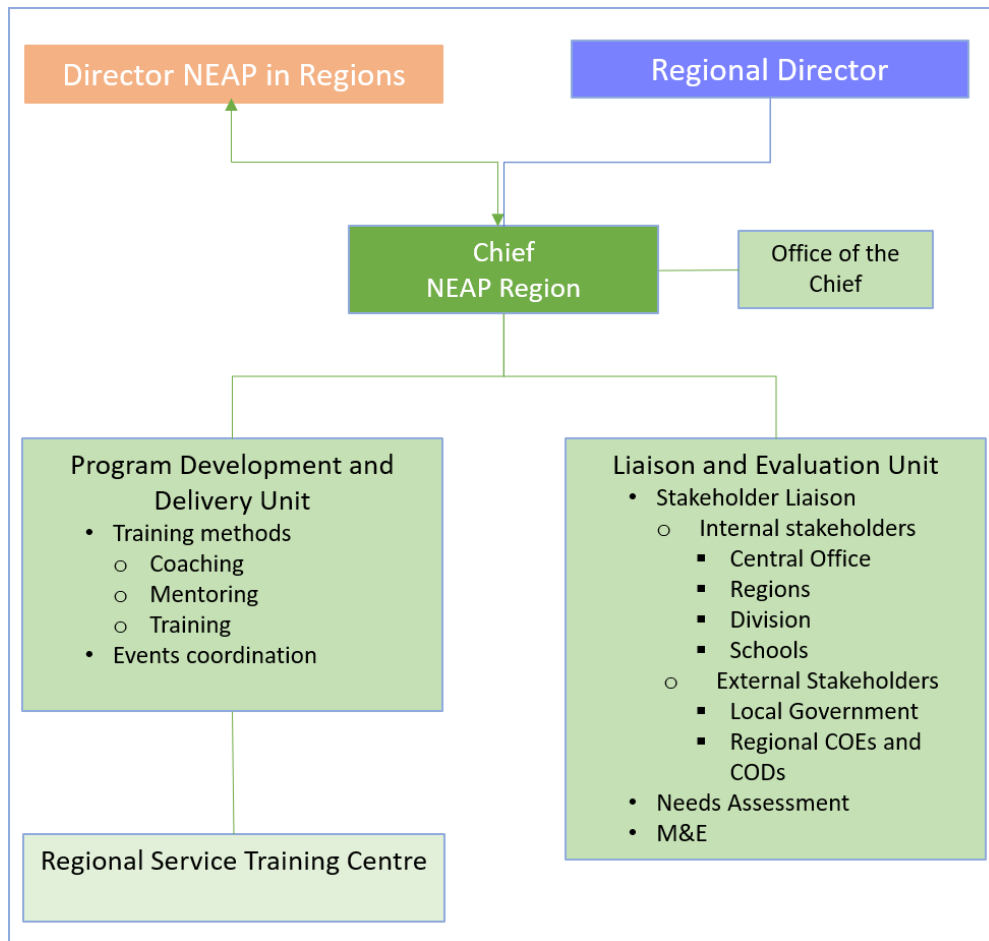 Director NEAP in Regions
Regional Director
Chief
NEAP Region
Office of the
Chief
Program Development and
Delivery Unit
• Training methods
o Coaching
o Mentoring
o Training
• Events coordination
Liaison and Evaluation Unit
• Stakeholder Liaison
o Internal stakeholders
▪ Central Office
▪ Regions
▪ Division
▪ Schools
o External Stakeholders
▪ Local Government
▪ Regional COEs and
CODs
• Needs Assessment
• M&E
Regional Service Training Centre